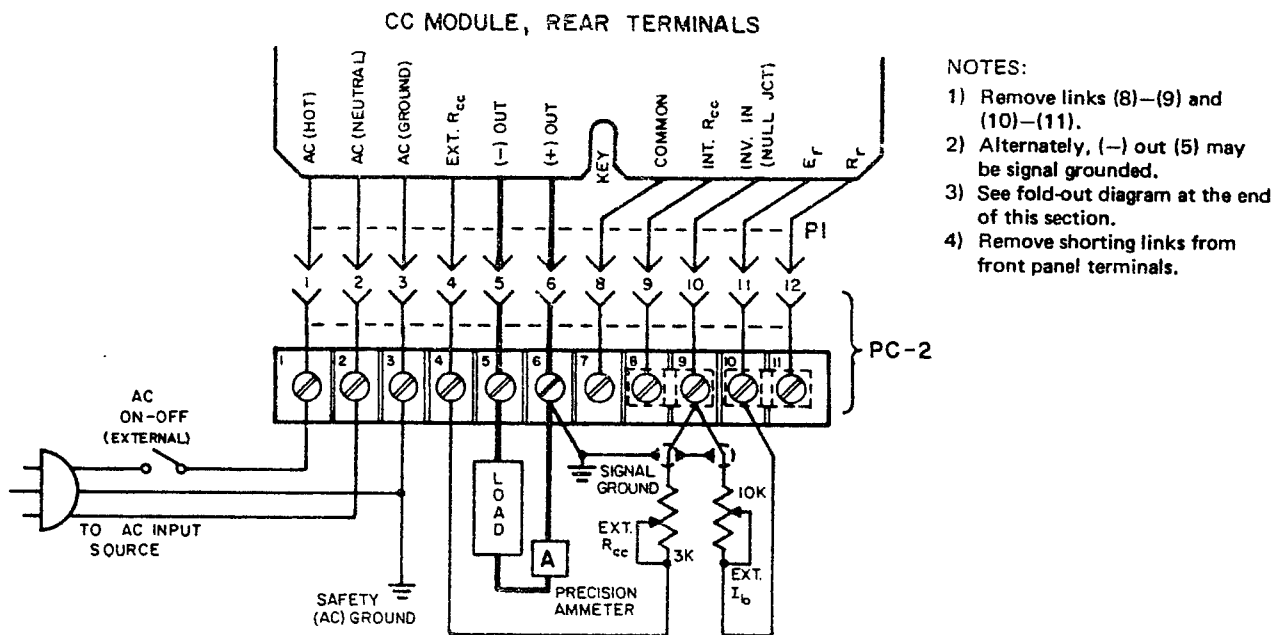 CC MODULE, REAR TERMINALS
AC (HOT)
AC (NEUTRAL)
AC (GROUND)
EXT. Rcc
(-) OUT
(+) OUT
KEY
COMMON
INT. Rcc
INV. IN
(NULL JCT)
Er
Rr
P1
1 2 3 4 5 6 8 9 10 11 12
PC-2
1 2 3 4 5 6 7 8 9 10 11
AC
ON-OFF
(EXTERNAL)
TO AC INPUT
SOURCE
SAFETY
(AC) GROUND
LOAD
A
PRECISION
AMMETER
SIGNAL
GROUND
EXT.
Rcc
3K
10K
EXT.
Ib
NOTES:
1) Remove links (8)—(9) and
(10)—(11).
2) Alternately, (—) out (5) may
be signal grounded.
3) See fold-out diagram at the end
of this section.
4) Remove shorting links from
front panel terminals.